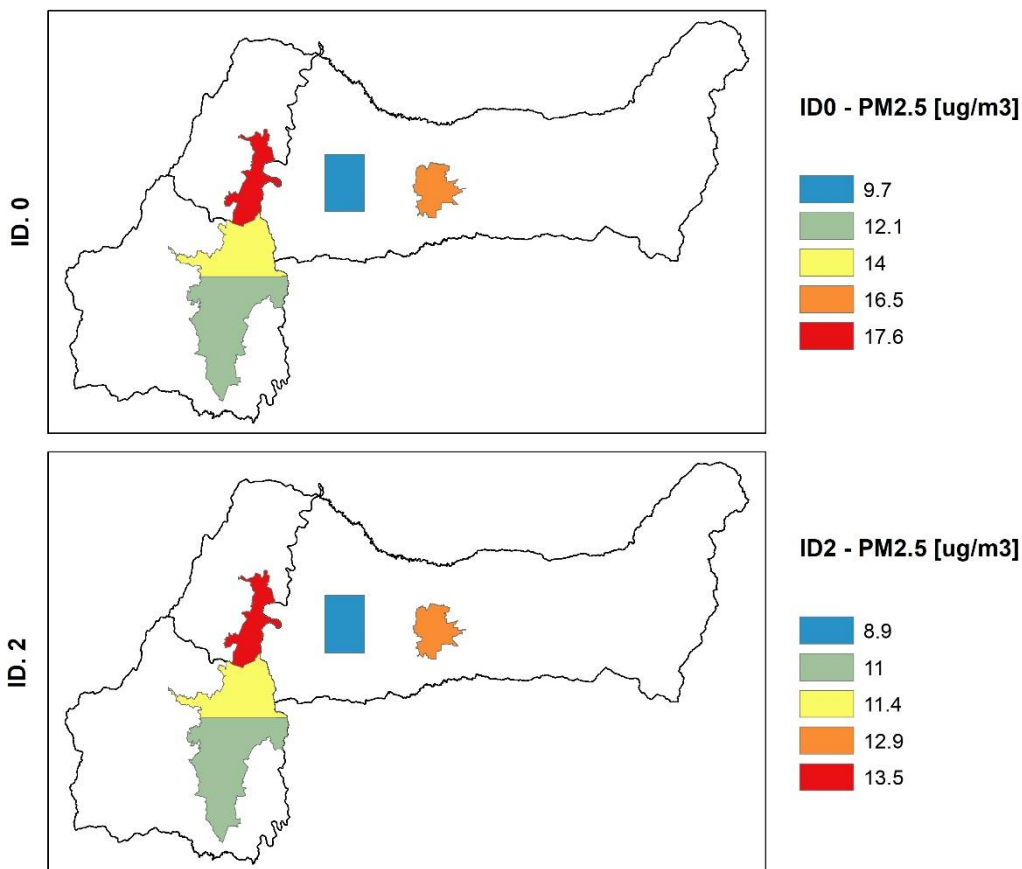 ID. 0
ID0 - PM2.5 [ug/m3]
9.7
12.1
14
16.5
17.6
ID. 2
ID2 - PM2.5 [ug/m3]
8.9
11
11.4
12.9
13.5